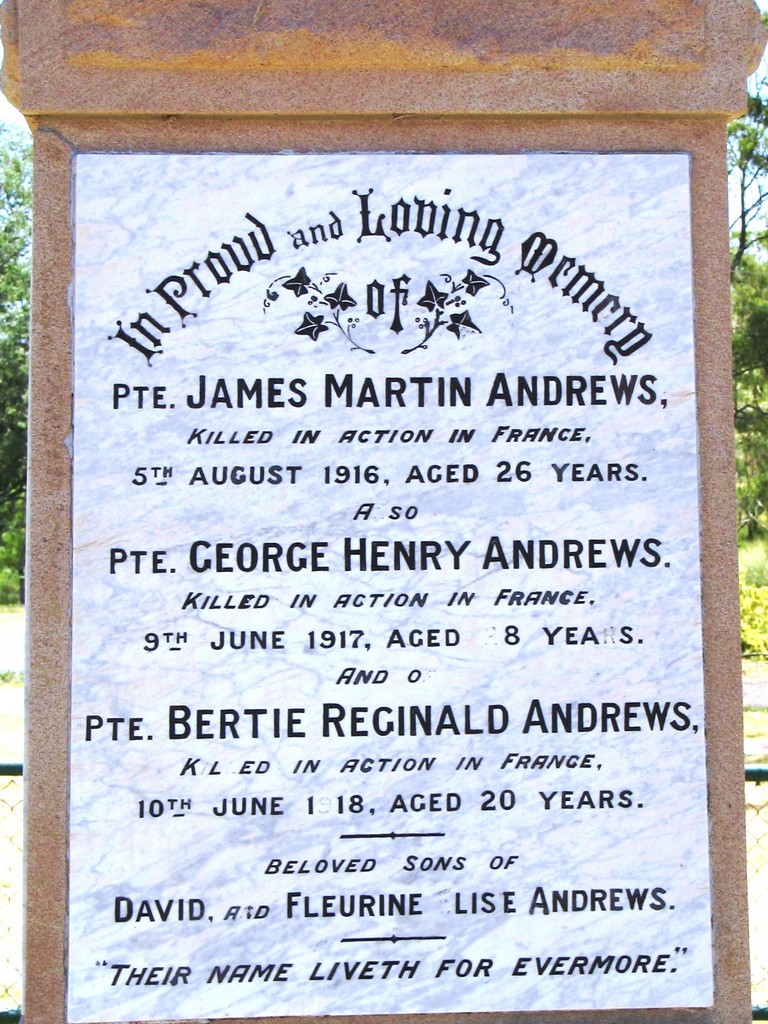 In Proud and Loving Memory
of
PTE. JAMES MARTIN ANDREWS,
KILLED IN ACTION IN FRANCE,
5TH AUGUST 1916, AGED 26 YEARS.
ALSO
PTE. GEORGE HENRY ANDREWS.
KILLED IN ACTION IN FRANCE,
9TH JUNE 1917, AGED 28 YEARS.
AND OF
PTE. BERTIE REGINALD ANDREWS,
KILLED IN ACTION IN FRANCE,
10TH JUNE 1918, AGED 20 YEARS.
BELOVED SONS OF
DAVID, AND FLEURINE ELISE ANDREWS.
"THEIR NAME LIVETH FOR EVERMORE."